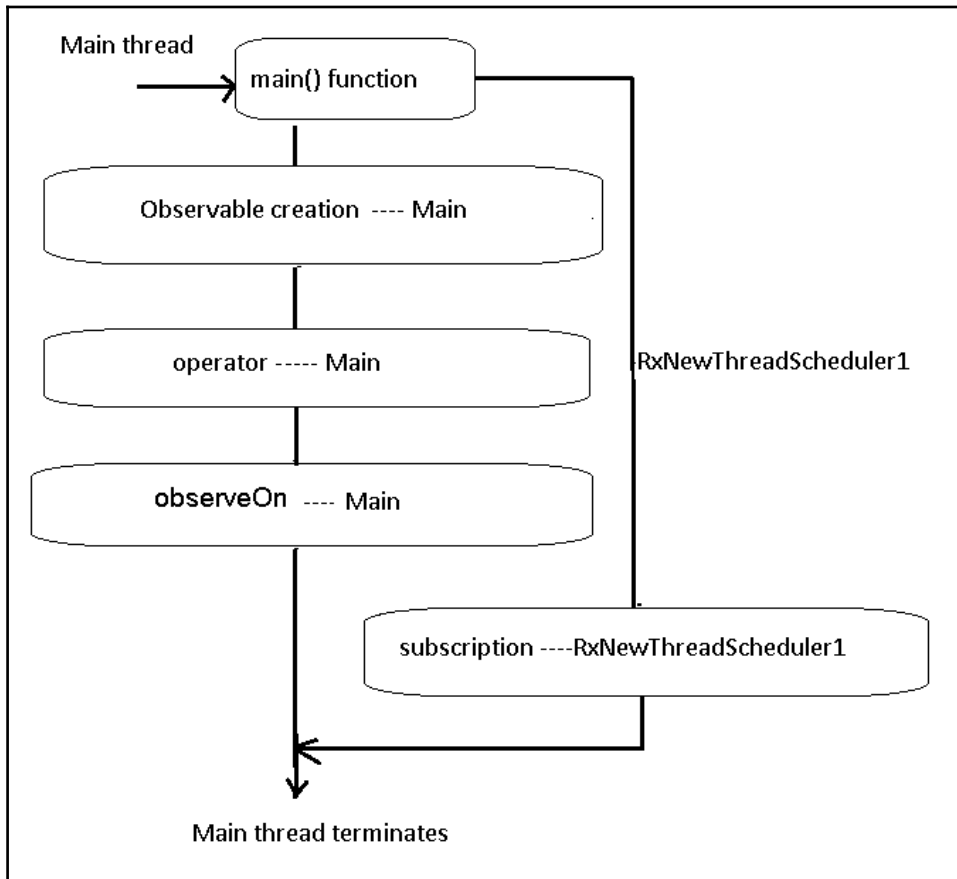 Main thread
main() function
Observable creation ---- Main
operator ----- Main
RxNewThreadScheduler1
observeOn ---- Main
subscription ----RxNewThreadScheduler1
Main thread terminates